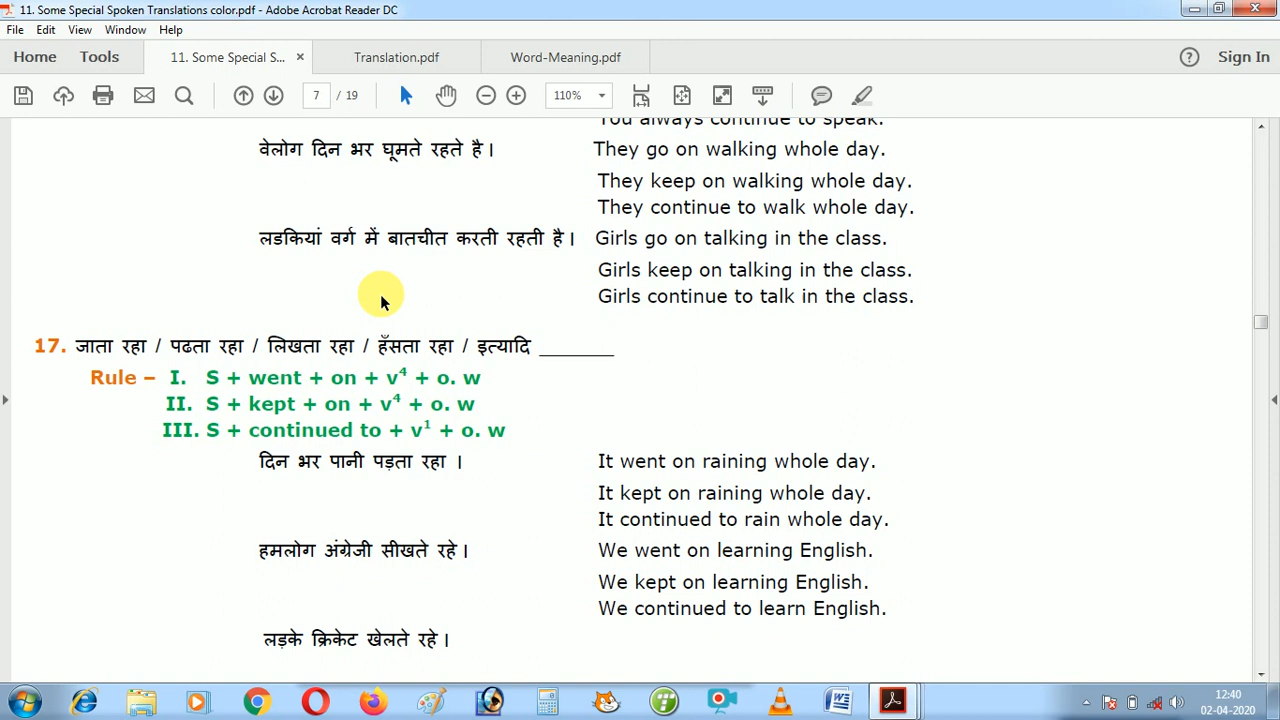 11. Some Special Spoken Translations color.pdf - Adobe Acrobat Reader DC
File Edit View Window Help
Home Tools 11. Some Special S... × Translation.pdf Word-Meaning.pdf ? Sign In
7 / 19 110%
You always continue to speak.
वेलोग दिन भर घूमते रहते है। They go on walking whole day.
They keep on walking whole day.
They continue to walk whole day.
लडकियां वर्ग में बातचीत करती रहती है। Girls go on talking in the class.
Girls keep on talking in the class.
Girls continue to talk in the class.
17. जाता रहा / पढता रहा / लिखता रहा / हँसता रहा / इत्यादि _______
Rule – I. S + went + on + v⁴ + o. w
II. S + kept + on + v⁴ + o. w
III. S + continued to + v¹ + o. w
दिन भर पानी पड़ता रहा । It went on raining whole day.
It kept on raining whole day.
It continued to rain whole day.
हमलोग अंग्रेजी सीखते रहे। We went on learning English.
We kept on learning English.
We continued to learn English.
लड़के क्रिकेट खेलते रहे।
12:40
02-04-2020